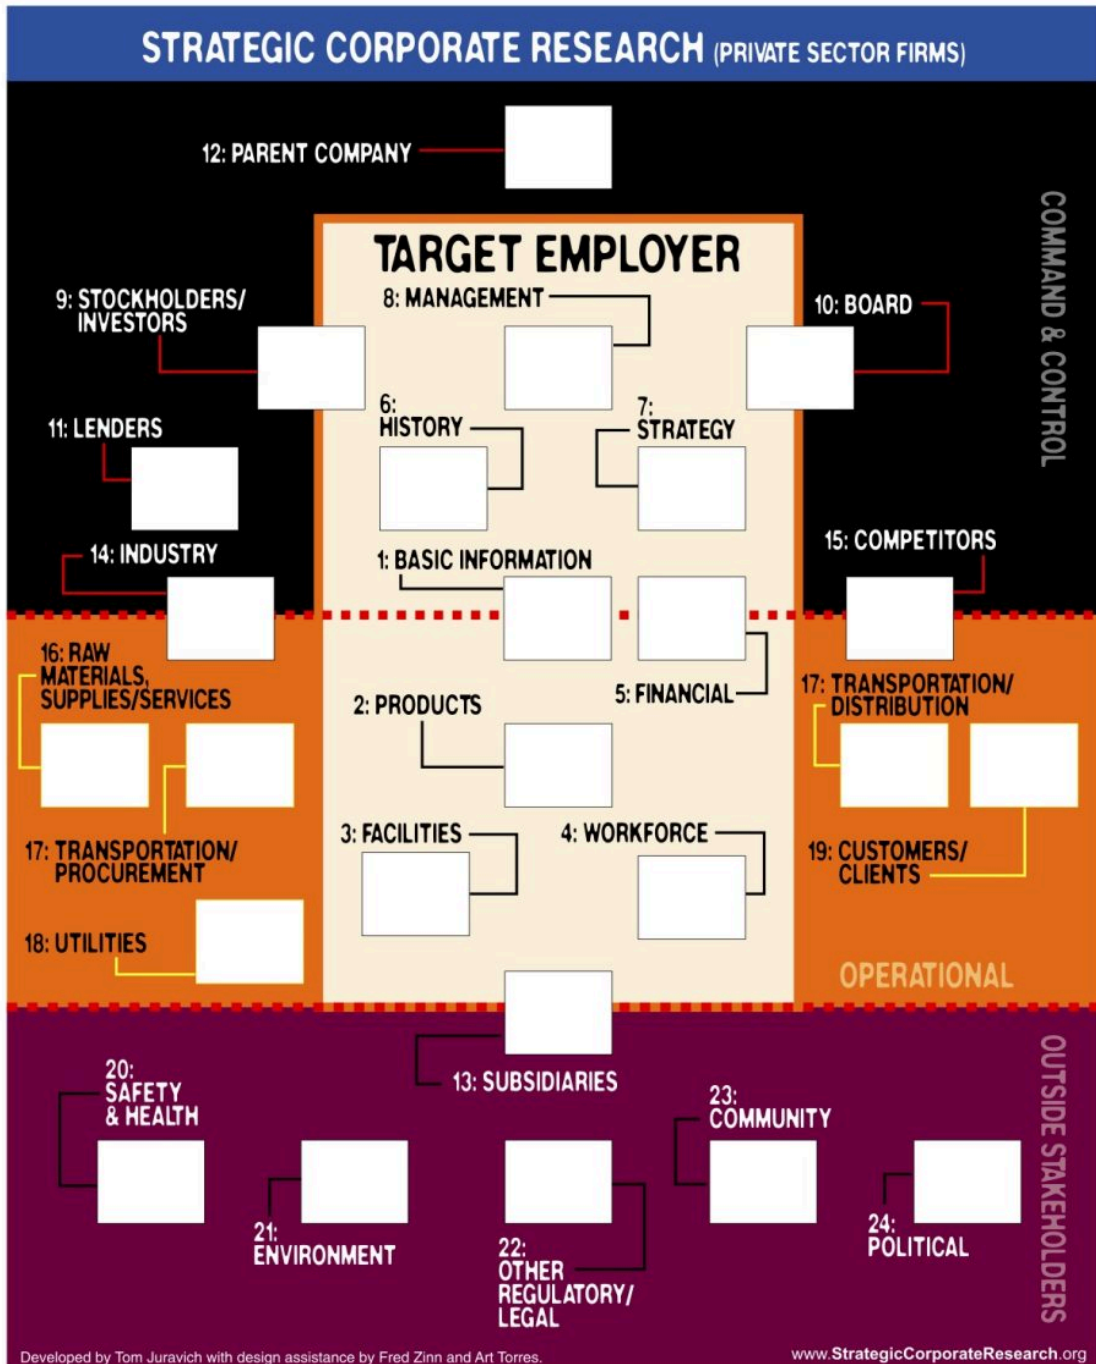 STRATEGIC CORPORATE RESEARCH (PRIVATE SECTOR FIRMS)
12: PARENT COMPANY
COMMAND & CONTROL
TARGET EMPLOYER
8: MANAGEMENT
9: STOCKHOLDERS/
INVESTORS
10: BOARD
6:
HISTORY
7:
STRATEGY
11: LENDERS
14: INDUSTRY
1: BASIC INFORMATION
15: COMPETITORS
16: RAW
MATERIALS,
SUPPLIES/SERVICES
2: PRODUCTS
5: FINANCIAL
17: TRANSPORTATION/
DISTRIBUTION
3: FACILITIES
4: WORKFORCE
17: TRANSPORTATION/
PROCUREMENT
19: CUSTOMERS/
CLIENTS
18: UTILITIES
OPERATIONAL
13: SUBSIDIARIES
OUTSIDE STAKEHOLDERS
20:
SAFETY
& HEALTH
23:
COMMUNITY
21:
ENVIRONMENT
22:
OTHER
REGULATORY/
LEGAL
24:
POLITICAL
Developed by Tom Juravich with design assistance by Fred Zinn and Art Torres.
www.StrategicCorporateResearch.org